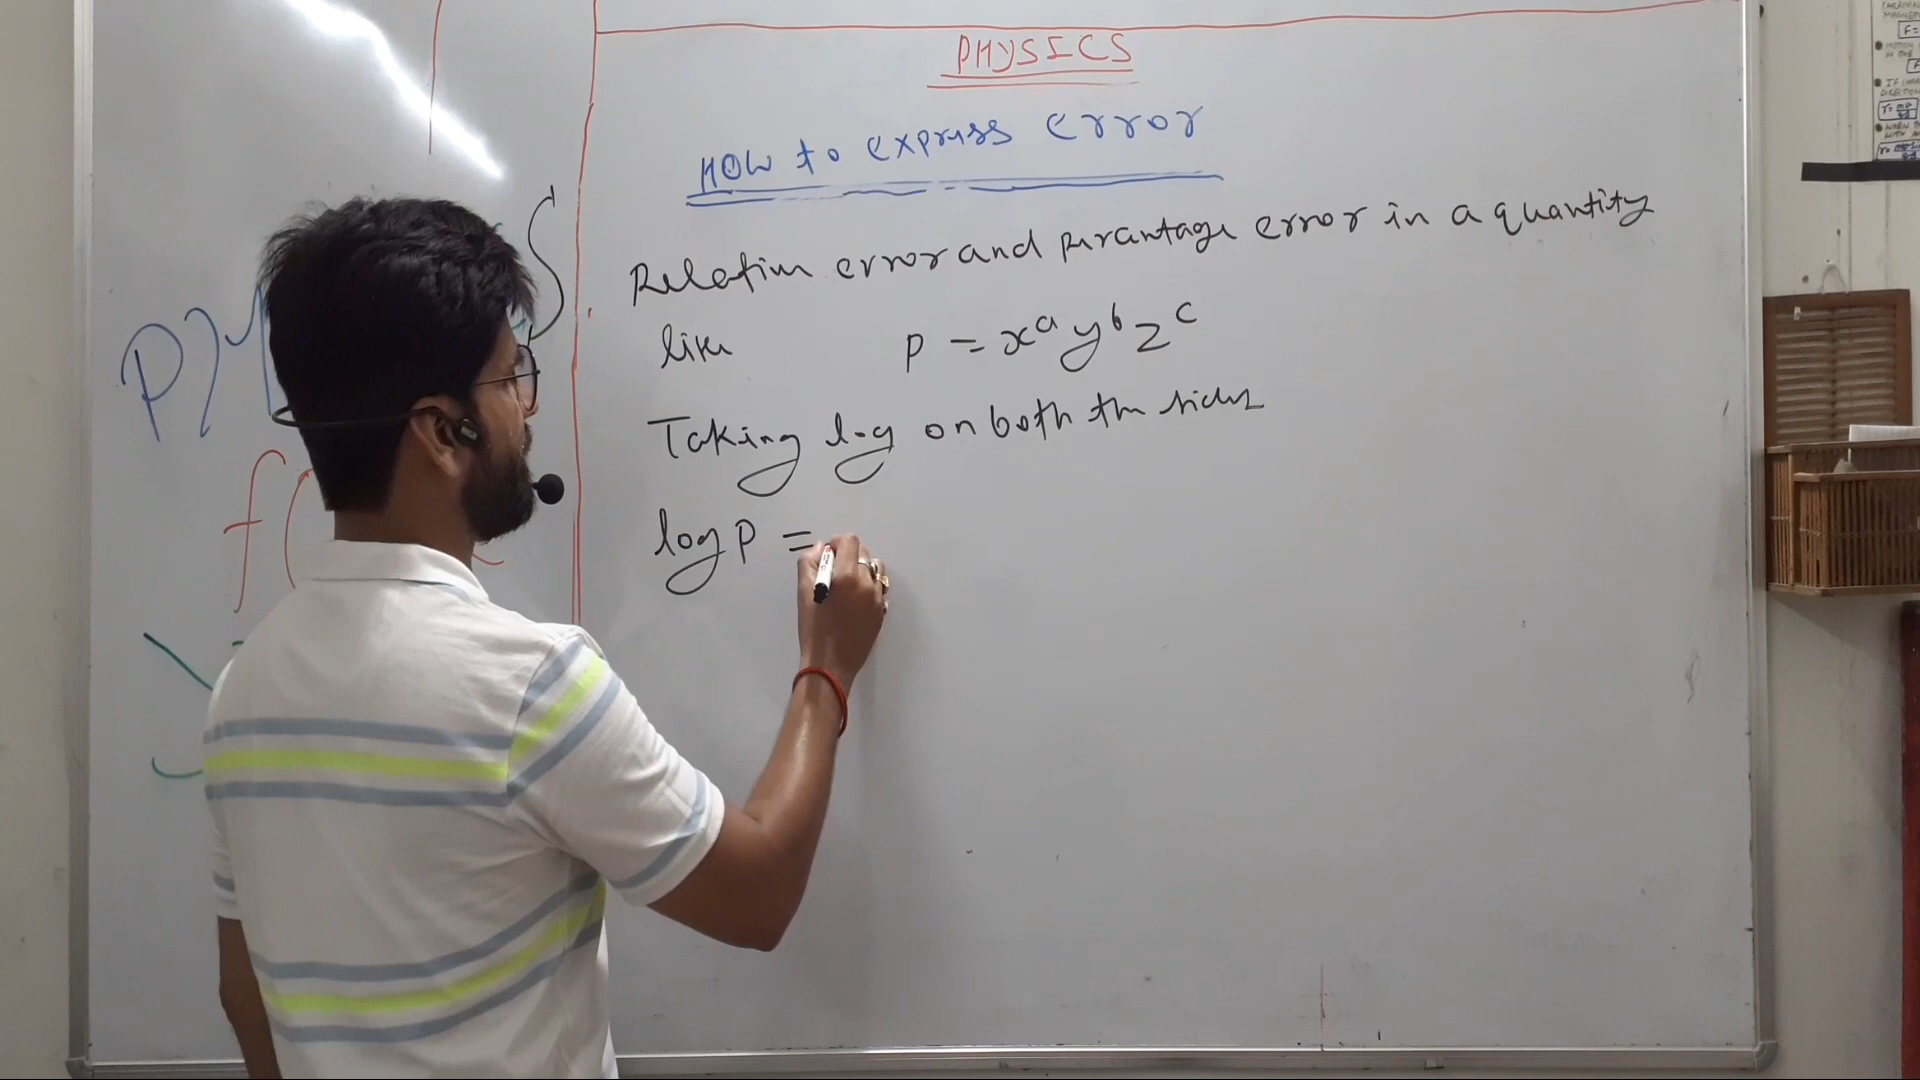 PHYSICS
HOW to express error
Relative error and percantage error in a quantity
like p = x^a y^b z^c
Taking log on both the sides
log p =